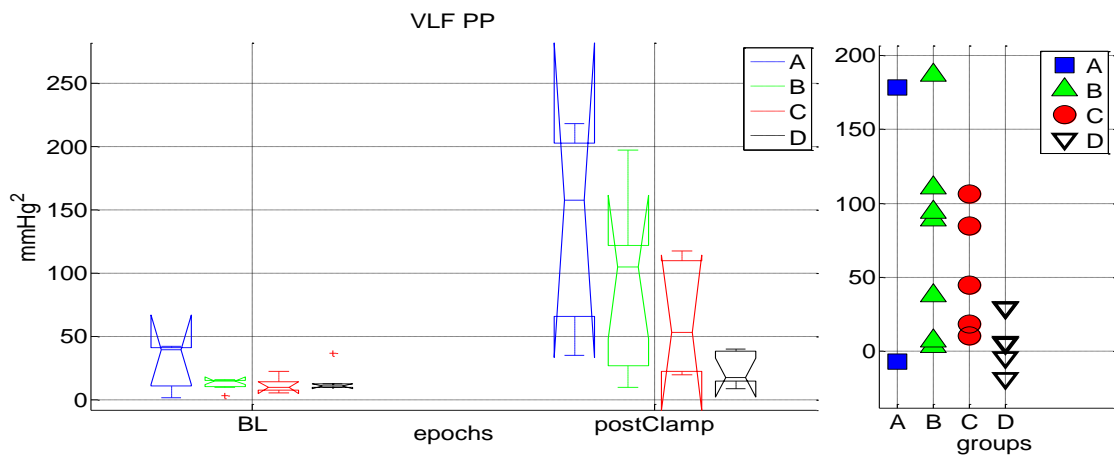 VLF PP
250
200
150
100
50
0
mmHg2
BL
epochs
postClamp
A
B
C
D
200
150
100
50
0
A
B
C
D
A B C D
groups